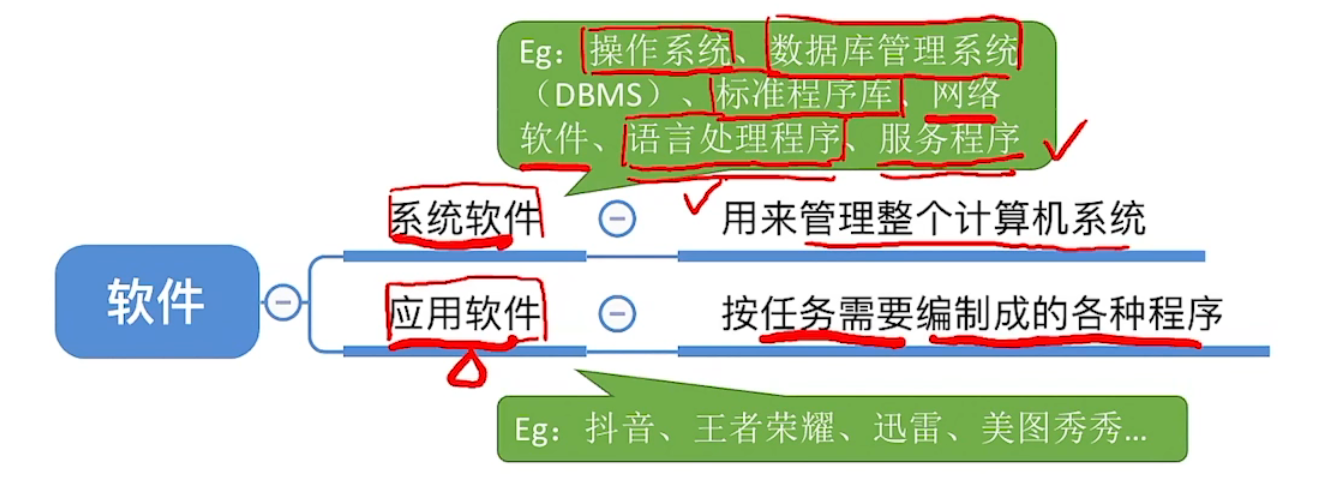 Eg：操作系统、数据库管理系统
（DBMS）、标准程序库、网络
软件、语言处理程序、服务程序
系统软件 用来管理整个计算机系统
软件
应用软件 按任务需要编制成的各种程序
Eg：抖音、王者荣耀、迅雷、美图秀秀...